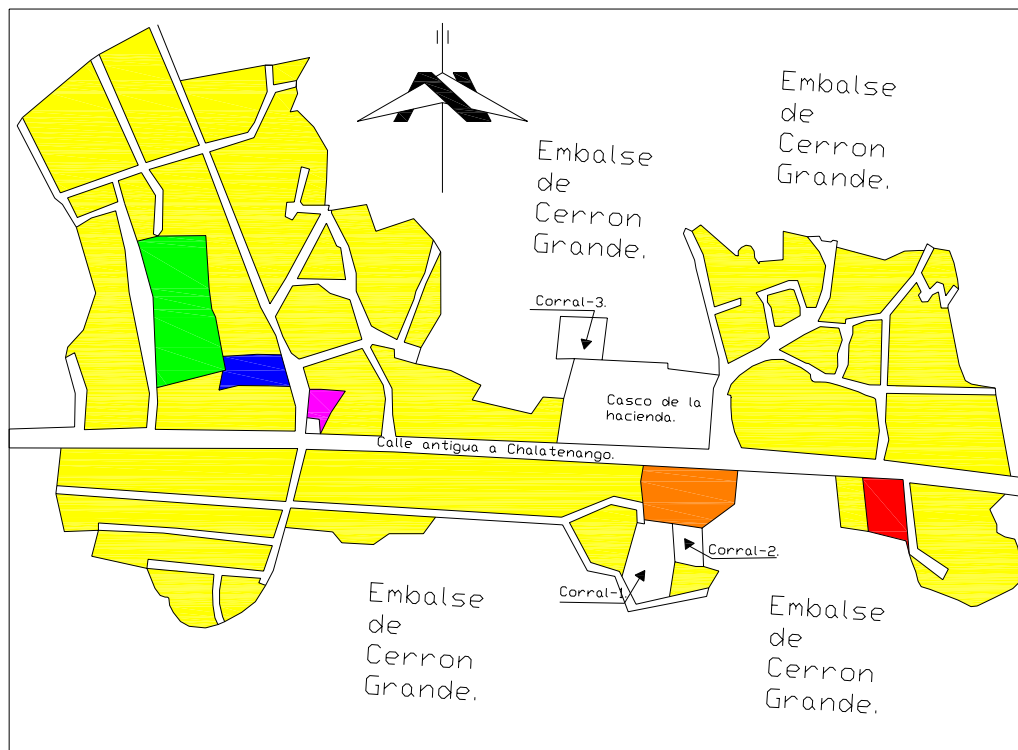 Embalse
de
Cerron
Grande.
Embalse
de
Cerron
Grande.
Corral-3.
Casco de la
hacienda.
Calle antigua a Chalatenango.
Corral-2.
Corral-1.
Embalse
de
Cerron
Grande.
Embalse
de
Cerron
Grande.